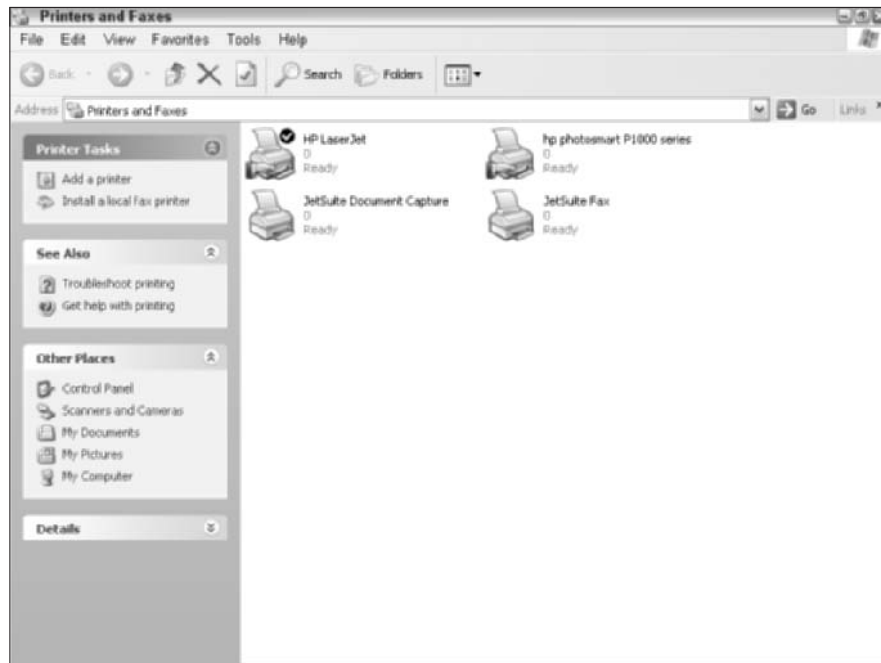 Printers and Faxes
File Edit View Favorites Tools Help
Back Search Folders
Address Printers and Faxes Go Links
Printer Tasks
Add a printer
Install a local fax printer
See Also
Troubleshoot printing
Get help with printing
Other Places
Control Panel
Scanners and Cameras
My Documents
My Pictures
My Computer
Details
HP LaserJet
0
Ready
hp photosmart P1000 series
0
Ready
JetSuite Document Capture
0
Ready
JetSuite Fax
0
Ready